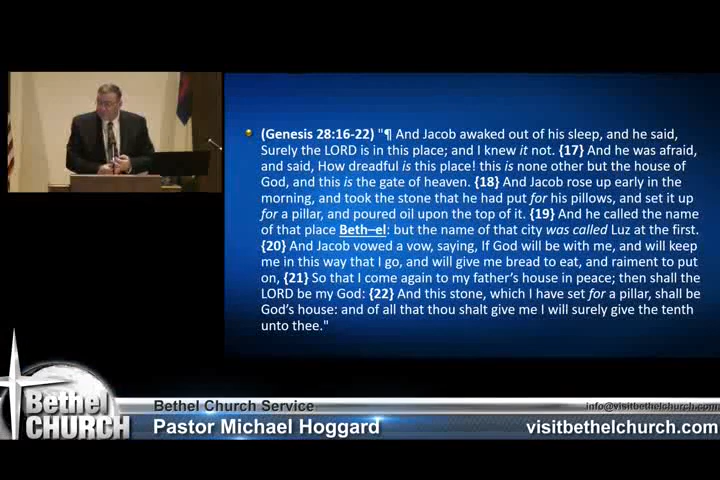 (Genesis 28:16-22) "¶ And Jacob awaked out of his sleep, and he said,
Surely the LORD is in this place; and I knew it not. {17} And he was afraid,
and said, How dreadful is this place! this is none other but the house of
God, and this is the gate of heaven. {18} And Jacob rose up early in the
morning, and took the stone that he had put for his pillows, and set it up
for a pillar, and poured oil upon the top of it. {19} And he called the name
of that place Beth–el: but the name of that city was called Luz at the first.
{20} And Jacob vowed a vow, saying, If God will be with me, and will keep
me in this way that I go, and will give me bread to eat, and raiment to put
on, {21} So that I come again to my father's house in peace; then shall the
LORD be my God: {22} And this stone, which I have set for a pillar, shall be
God's house: and of all that thou shalt give me I will surely give the tenth
unto thee."
Bethel
CHURCH
Bethel Church Service
info@visitbethelchurch.com
Pastor Michael Hoggard
visitbethelchurch.com